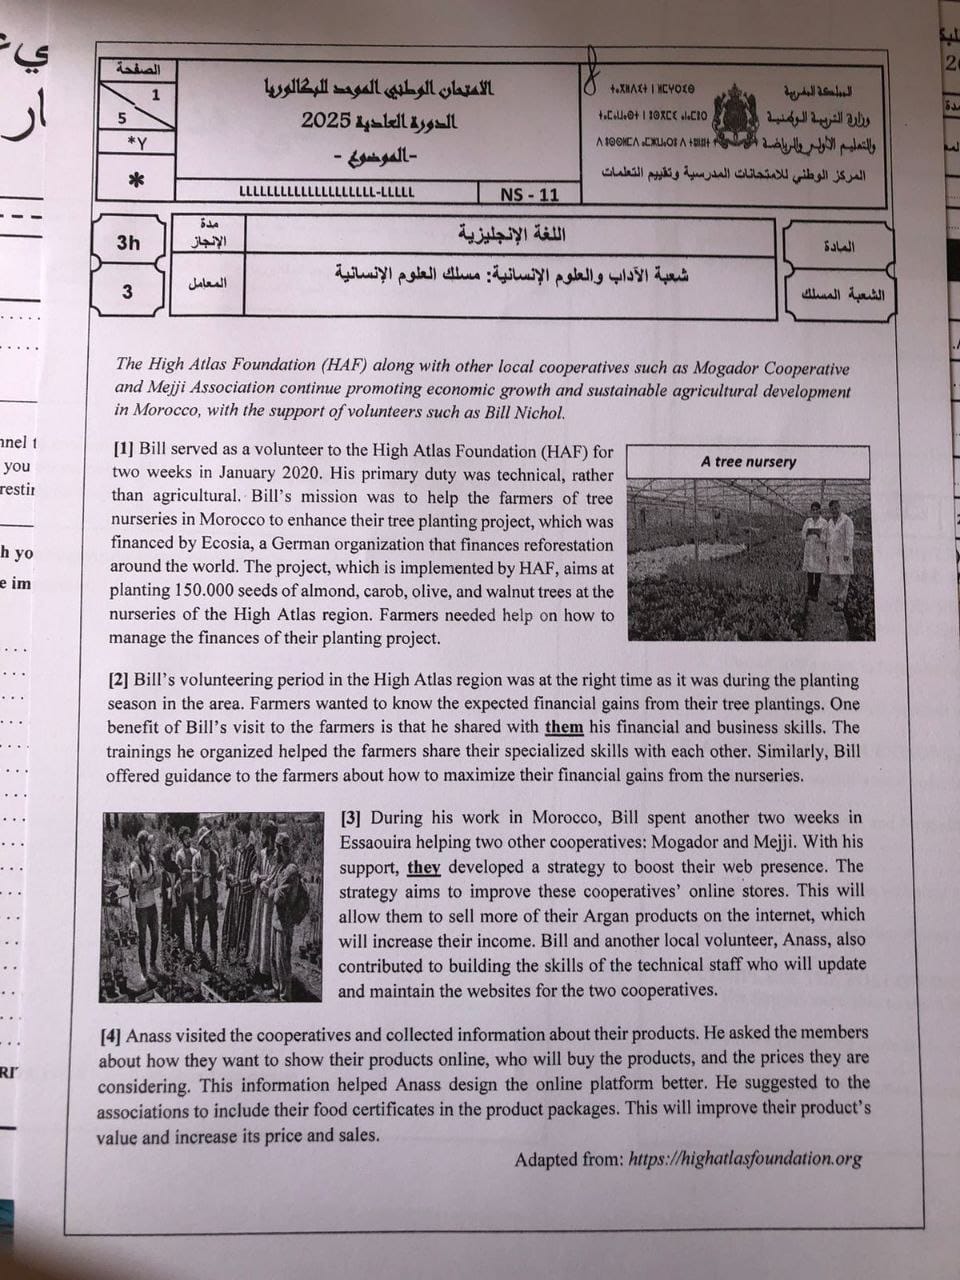 الصفحة
1
5
*Y
*
الامتحان الوطني الموحد للبكالوريا
الدورة العادية 2025
-الموضوع-
LLLLLLLLLLLLLLLLLLLL-LLLLL
NS - 11
المملكة المغربية
وزارة التربية الوطنية
والتعليم الأولي والرياضة
المركز الوطني للامتحانات المدرسية وتقييم التعلمات
3h
مدة الإنجاز
اللغة الإنجليزية
المادة
3
المعامل
شعبة الآداب والعلوم الإنسانية: مسلك العلوم الإنسانية
الشعبة المسلك
The High Atlas Foundation (HAF) along with other local cooperatives such as Mogador Cooperative
and Mejji Association continue promoting economic growth and sustainable agricultural development
in Morocco, with the support of volunteers such as Bill Nichol.
[1] Bill served as a volunteer to the High Atlas Foundation (HAF) for
two weeks in January 2020. His primary duty was technical, rather
than agricultural. Bill's mission was to help the farmers of tree
nurseries in Morocco to enhance their tree planting project, which was
financed by Ecosia, a German organization that finances reforestation
around the world. The project, which is implemented by HAF, aims at
planting 150.000 seeds of almond, carob, olive, and walnut trees at the
nurseries of the High Atlas region. Farmers needed help on how to
manage the finances of their planting project.
A tree nursery
[2] Bill's volunteering period in the High Atlas region was at the right time as it was during the planting
season in the area. Farmers wanted to know the expected financial gains from their tree plantings. One
benefit of Bill's visit to the farmers is that he shared with them his financial and business skills. The
trainings he organized helped the farmers share their specialized skills with each other. Similarly, Bill
offered guidance to the farmers about how to maximize their financial gains from the nurseries.
[3] During his work in Morocco, Bill spent another two weeks in
Essaouira helping two other cooperatives: Mogador and Mejji. With his
support, they developed a strategy to boost their web presence. The
strategy aims to improve these cooperatives' online stores. This will
allow them to sell more of their Argan products on the internet, which
will increase their income. Bill and another local volunteer, Anass, also
contributed to building the skills of the technical staff who will update
and maintain the websites for the two cooperatives.
[4] Anass visited the cooperatives and collected information about their products. He asked the members
about how they want to show their products online, who will buy the products, and the prices they are
considering. This information helped Anass design the online platform better. He suggested to the
associations to include their food certificates in the product packages. This will improve their product's
value and increase its price and sales.
Adapted from: https://highatlasfoundation.org